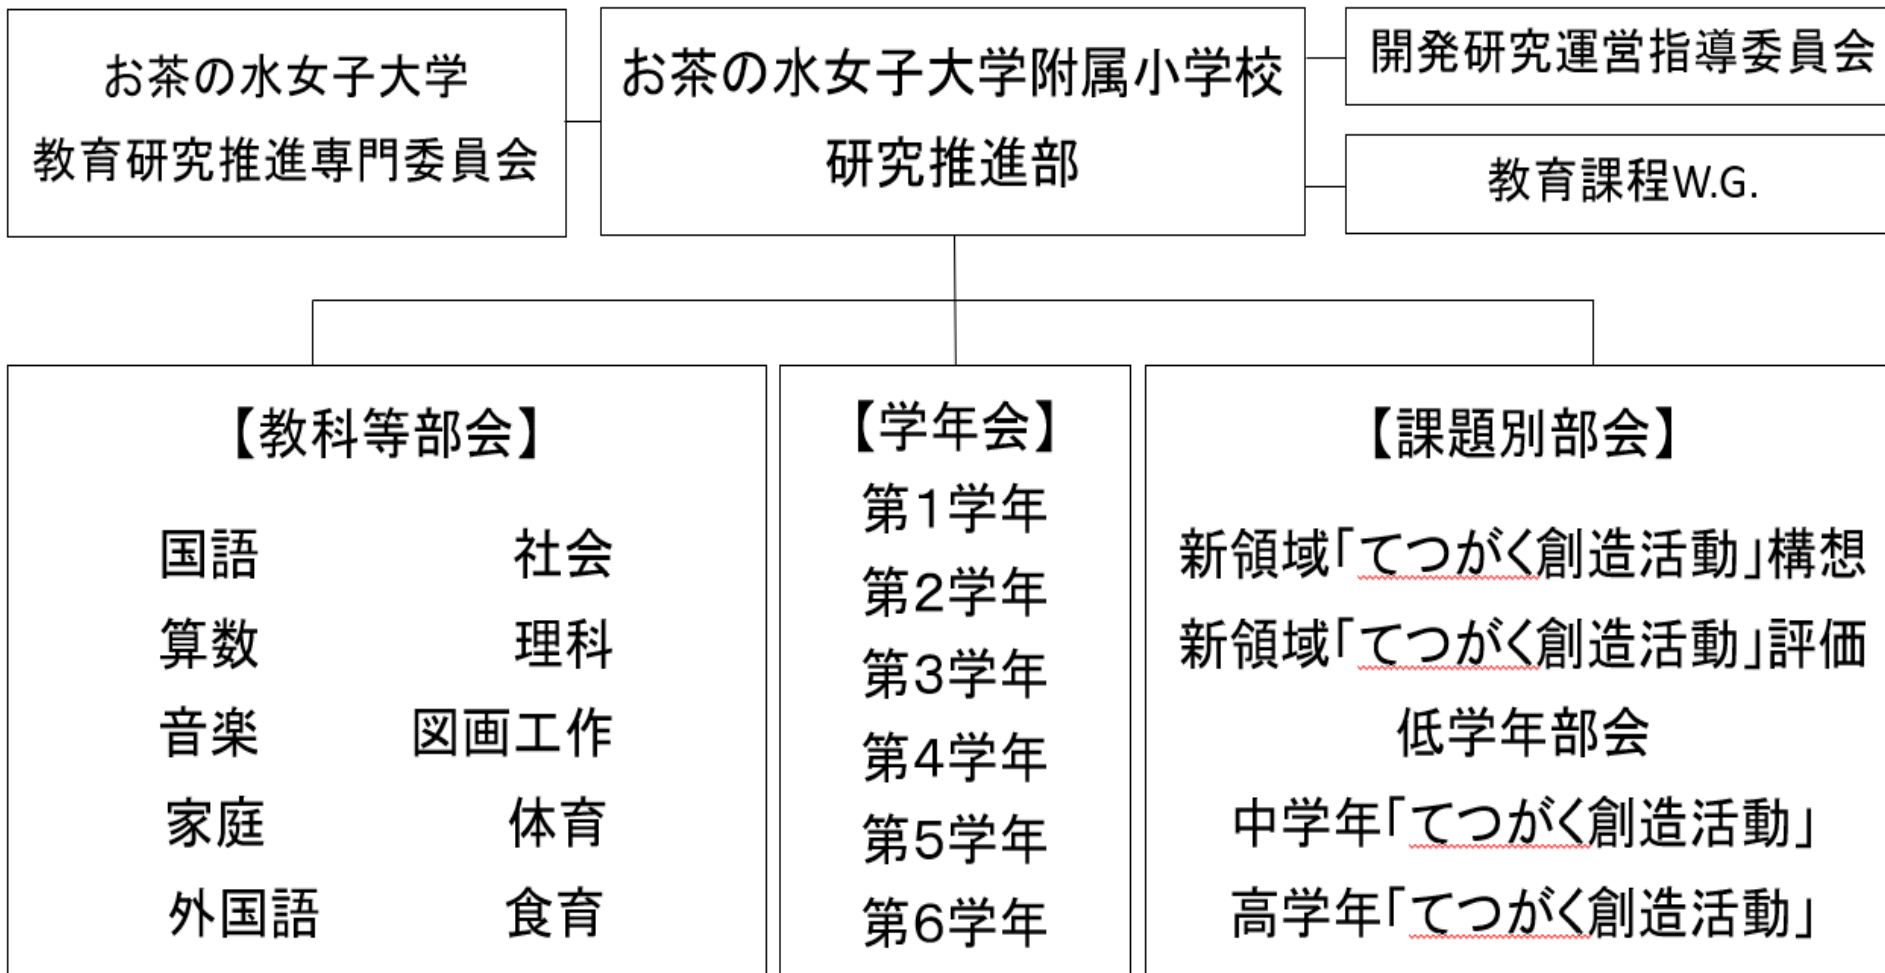 お茶の水女子大学
教育研究推進専門委員会
お茶の水女子大学附属小学校
研究推進部
開発研究運営指導委員会
教育課程W.G.
【教科等部会】
国語 社会
算数 理科
音楽 図画工作
家庭 体育
外国語 食育
【学年会】
第1学年
第2学年
第3学年
第4学年
第5学年
第6学年
【課題別部会】
新領域「てつがく創造活動」構想
新領域「てつがく創造活動」評価
低学年部会
中学年「てつがく創造活動」
高学年「てつがく創造活動」